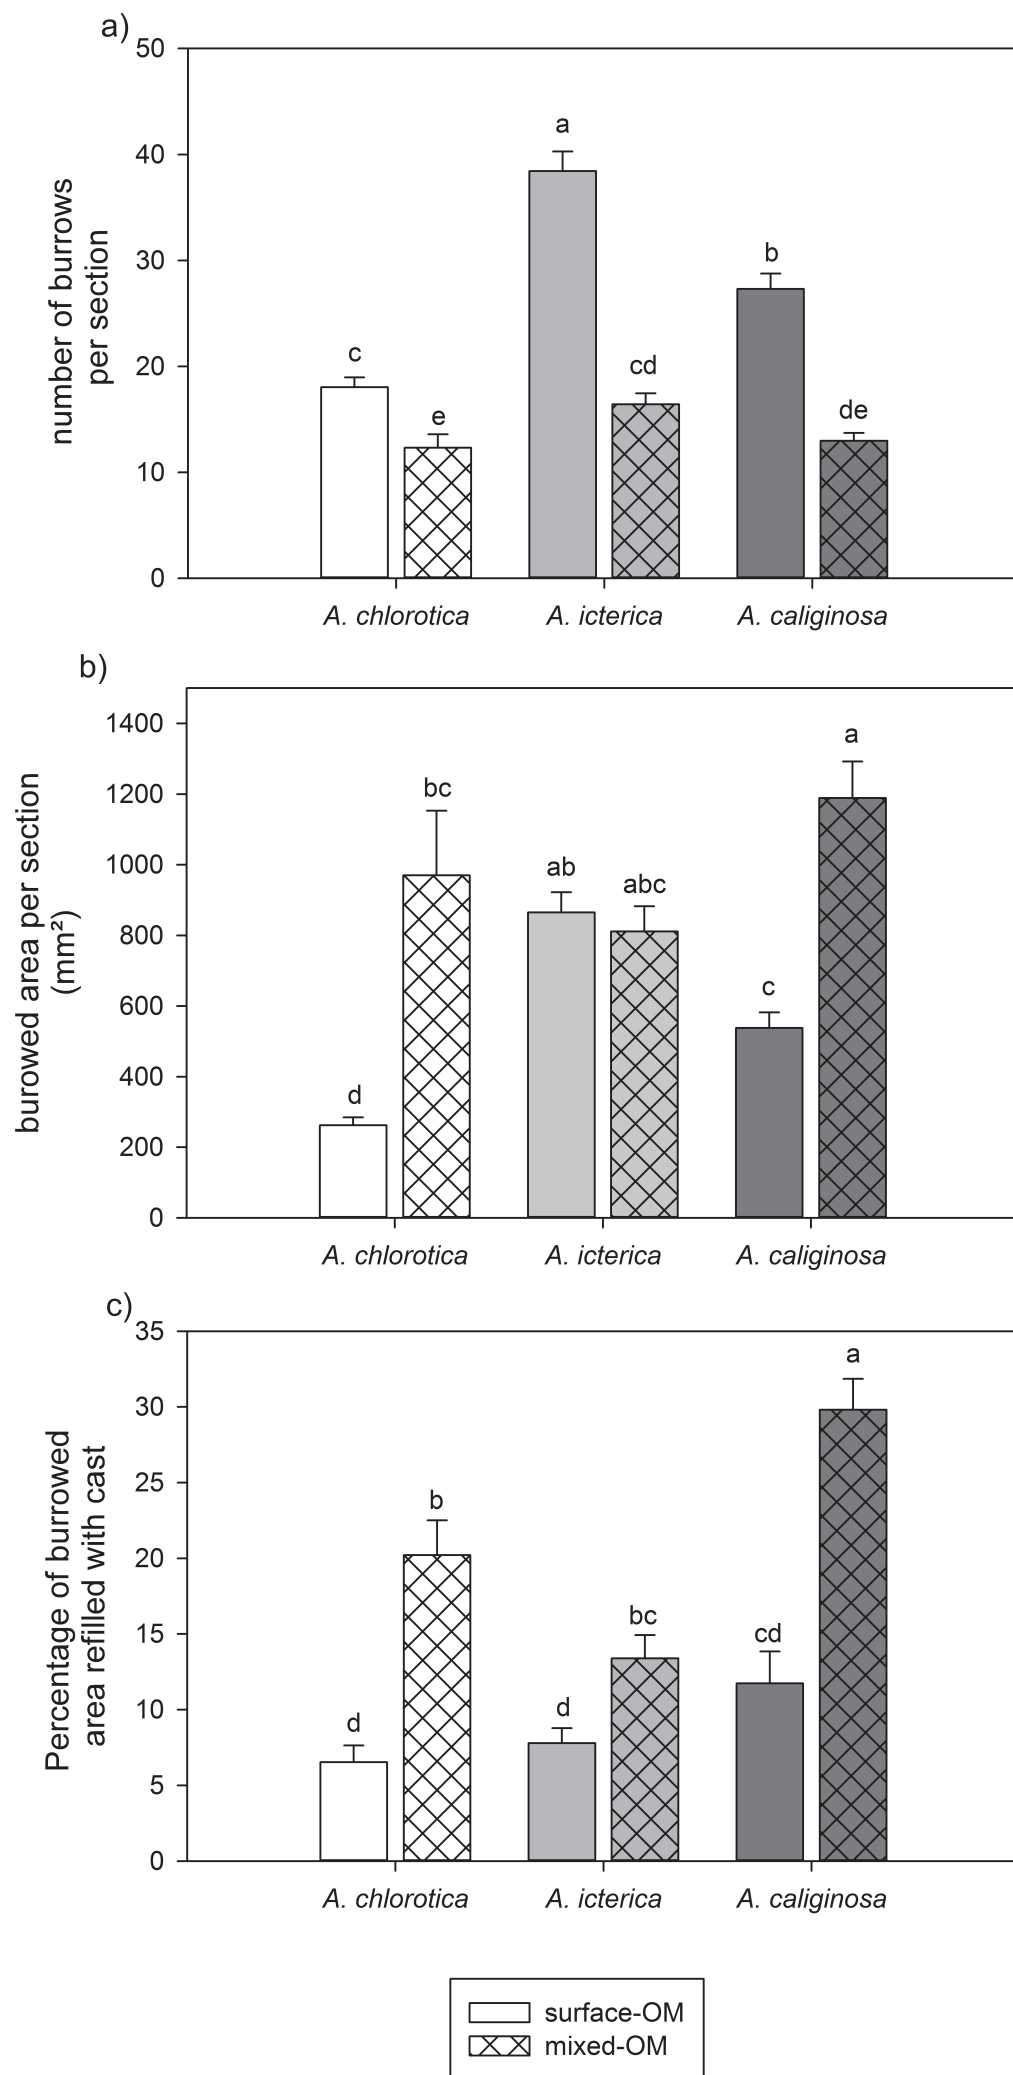 a)
50
40
30
20
10
0
number of burrows
per section
c
e
a
cd
b
de
A. chlorotica
A. icterica
A. caliginosa
b)
1400
1200
1000
800
600
400
200
0
burowed area per section
(mm²)
d
bc
ab
abc
c
a
A. chlorotica
A. icterica
A. caliginosa
c)
35
30
25
20
15
10
5
0
Percentage of burrowed
area refilled with cast
d
b
d
bc
cd
a
A. chlorotica
A. icterica
A. caliginosa
surface-OM
mixed-OM